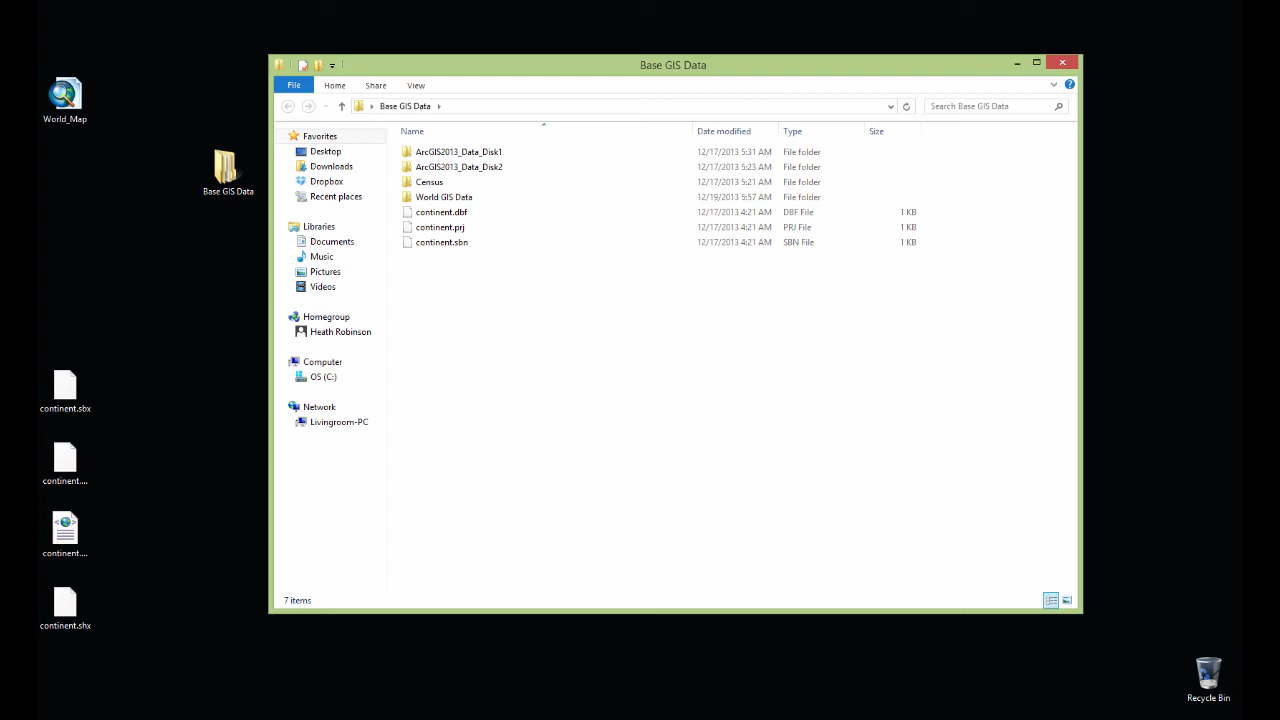 World_Map
Base GIS Data
continent.sbx
continent....
continent....
continent.shx
Recycle Bin
Base GIS Data
File Home Share View
Base GIS Data
Search Base GIS Data
Favorites
Desktop
Downloads
Dropbox
Recent places
Libraries
Documents
Music
Pictures
Videos
Homegroup
Heath Robinson
Computer
OS (C:)
Network
Livingroom-PC
Name Date modified Type Size
ArcGIS2013_Data_Disk1 12/17/2013 5:31 AM File folder
ArcGIS2013_Data_Disk2 12/17/2013 5:23 AM File folder
Census 12/17/2013 5:21 AM File folder
World GIS Data 12/19/2013 5:57 AM File folder
continent.dbf 12/17/2013 4:21 AM DBF File 1 KB
continent.prj 12/17/2013 4:21 AM PRJ File 1 KB
continent.sbn 12/17/2013 4:21 AM SBN File 1 KB
7 items